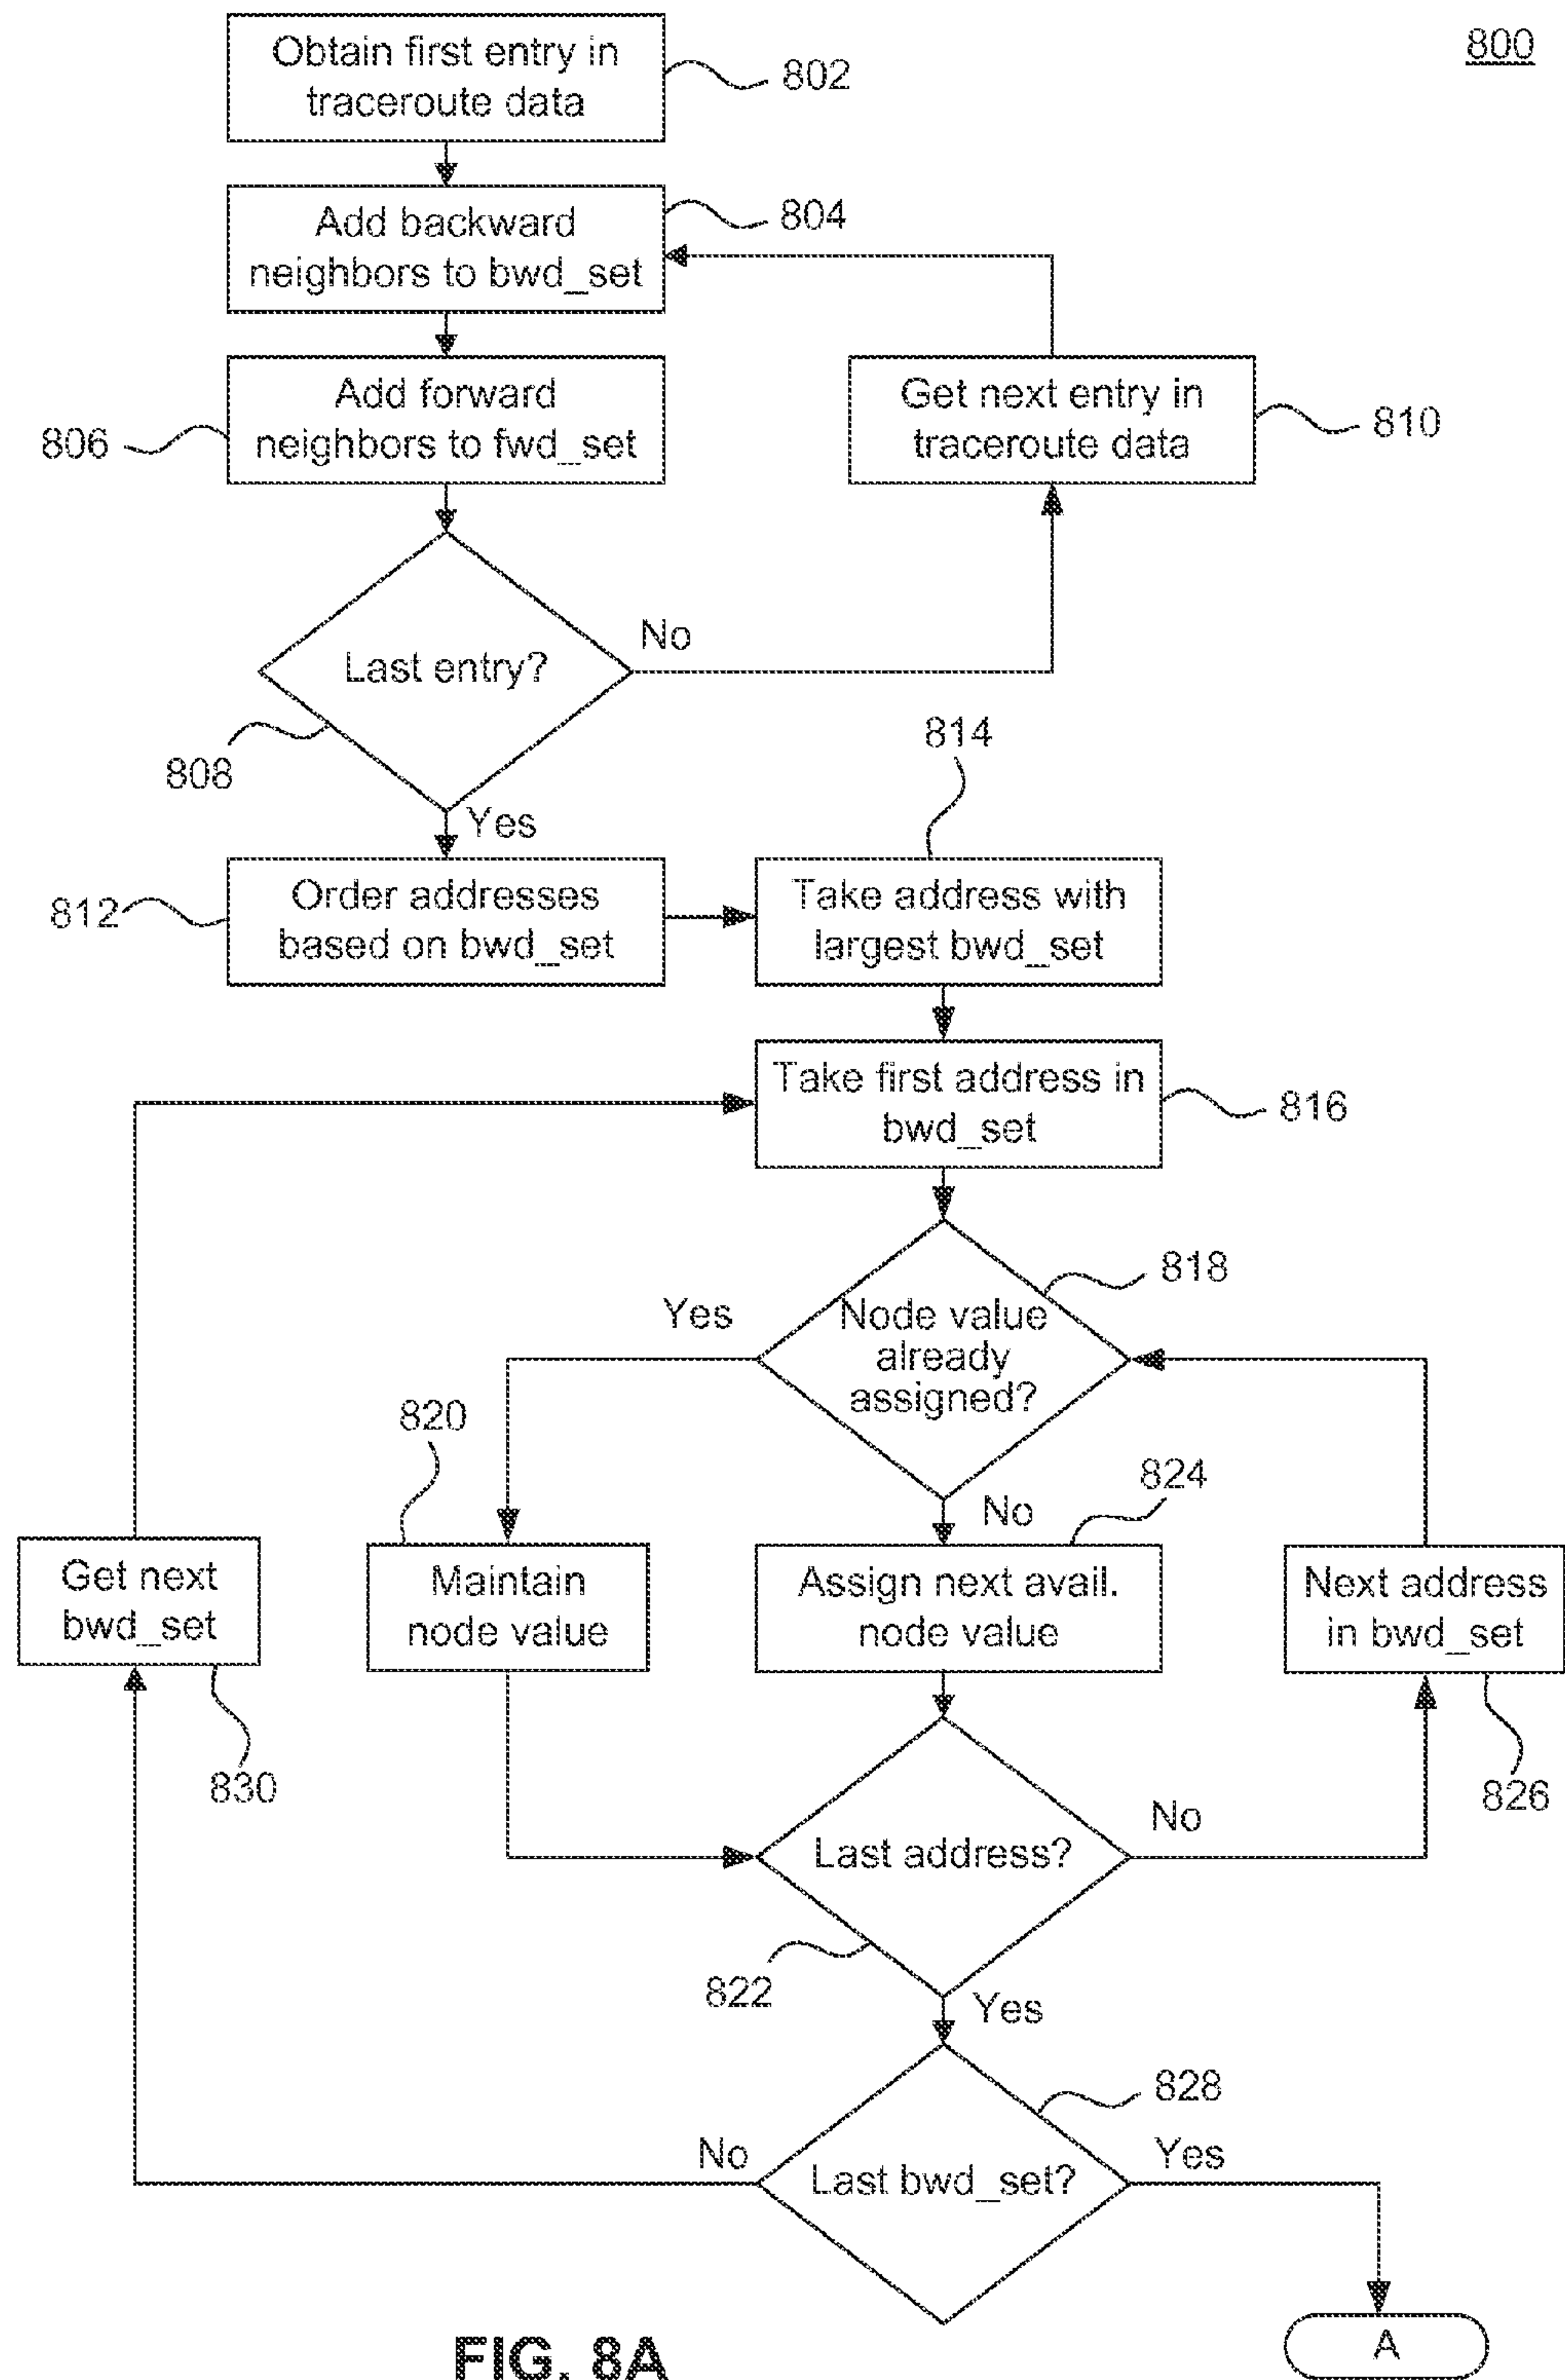 800
Obtain first entry in
traceroute data
802
Add backward
neighbors to bwd_set
804
Add forward
neighbors to fwd_set
806
Get next entry in
traceroute data
810
Last entry?
No
808
Yes
814
812
Order addresses
based on bwd_set
Take address with
largest bwd_set
Take first address in
bwd_set
816
818
Yes
Node value
already
assigned?
820
824
No
Get next
bwd_set
Maintain
node value
Assign next avail.
node value
Next address
in bwd_set
830
826
No
Last address?
822
Yes
828
No
Last bwd_set?
Yes
A
FIG. 8A